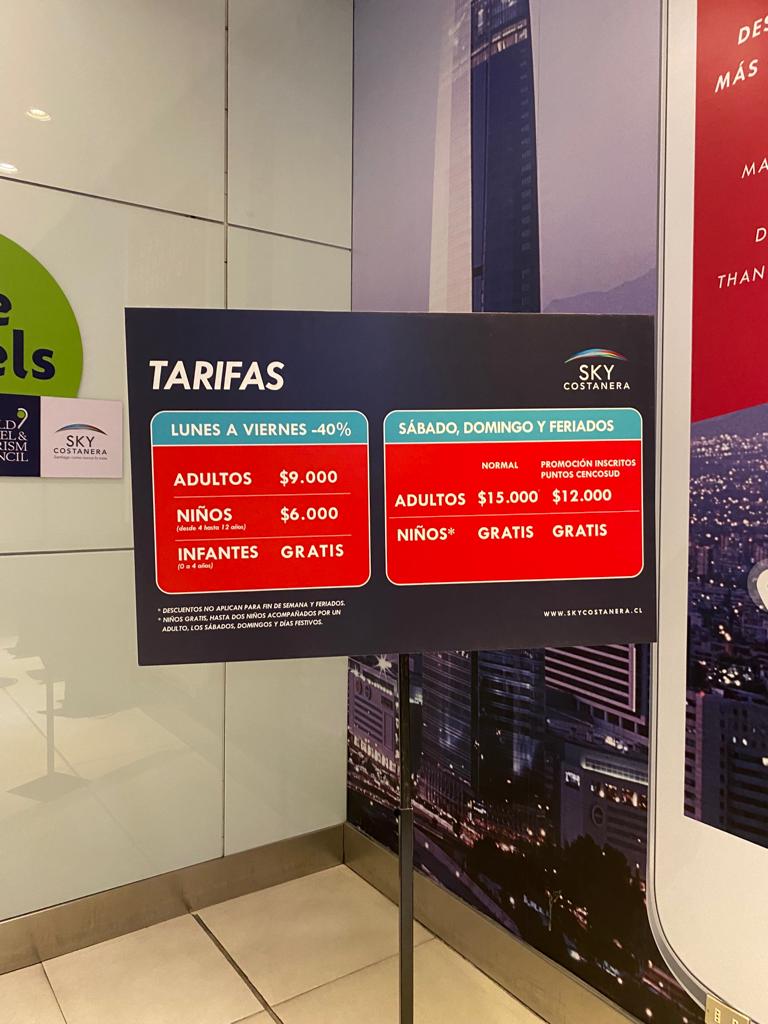 TARIFAS
SKY
COSTANERA
LUNES A VIERNES -40%
ADULTOS $9.000
NIÑOS $6.000
(desde 4 hasta 12 años)
INFANTES GRATIS
(0 a 4 años)
SÁBADO, DOMINGO Y FERIADOS
NORMAL PROMOCIÓN INSCRITOS
PUNTOS CENCOSUD
ADULTOS $15.000 $12.000
NIÑOS* GRATIS GRATIS
* DESCUENTOS NO APLICAN PARA FIN DE SEMANA Y FERIADOS.
* NIÑOS GRATIS, HASTA DOS NIÑOS ACOMPAÑADOS POR UN
ADULTO, LOS SÁBADOS, DOMINGOS Y DÍAS FESTIVOS.
WWW.SKYCOSTANERA.CL
SKY
COSTANERA
MÁS
THAN